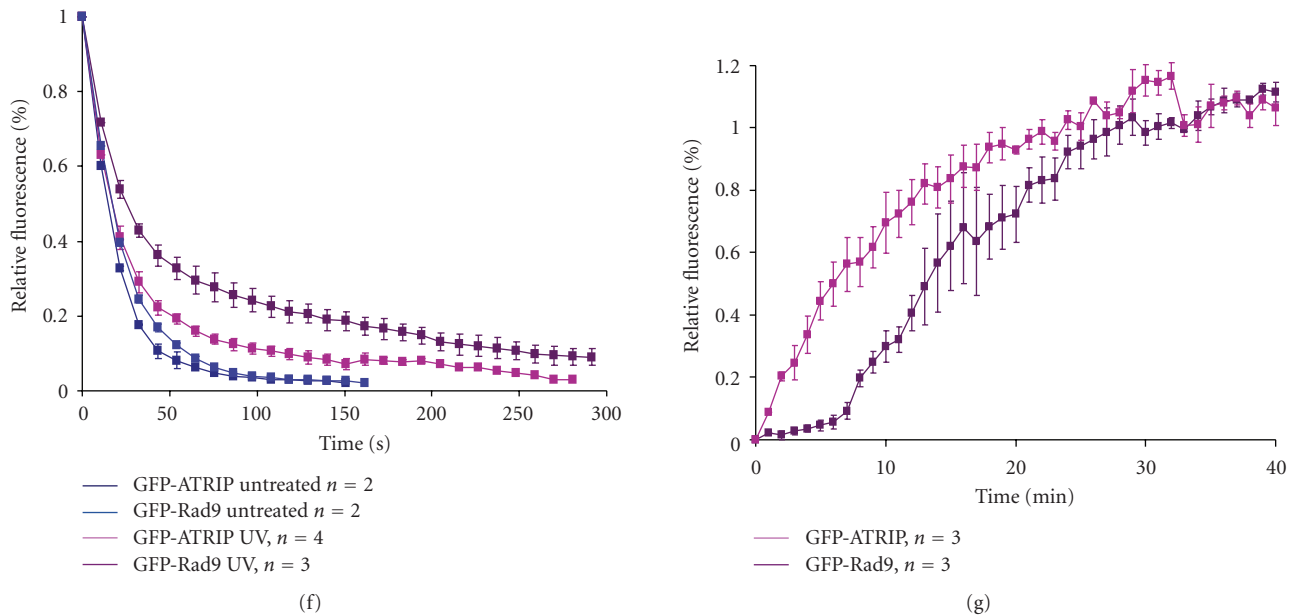 Relative fluorescence (%)
1
0.8
0.6
0.4
0.2
0
0 50 100 150 200 250 300
Time (s)
GFP-ATRIP untreated n = 2
GFP-Rad9 untreated n = 2
GFP-ATRIP UV, n = 4
GFP-Rad9 UV, n = 3
(f)
Relative fluorescence (%)
1.2
1
0.8
0.6
0.4
0.2
0
0 10 20 30 40
Time (min)
GFP-ATRIP, n = 3
GFP-Rad9, n = 3
(g)